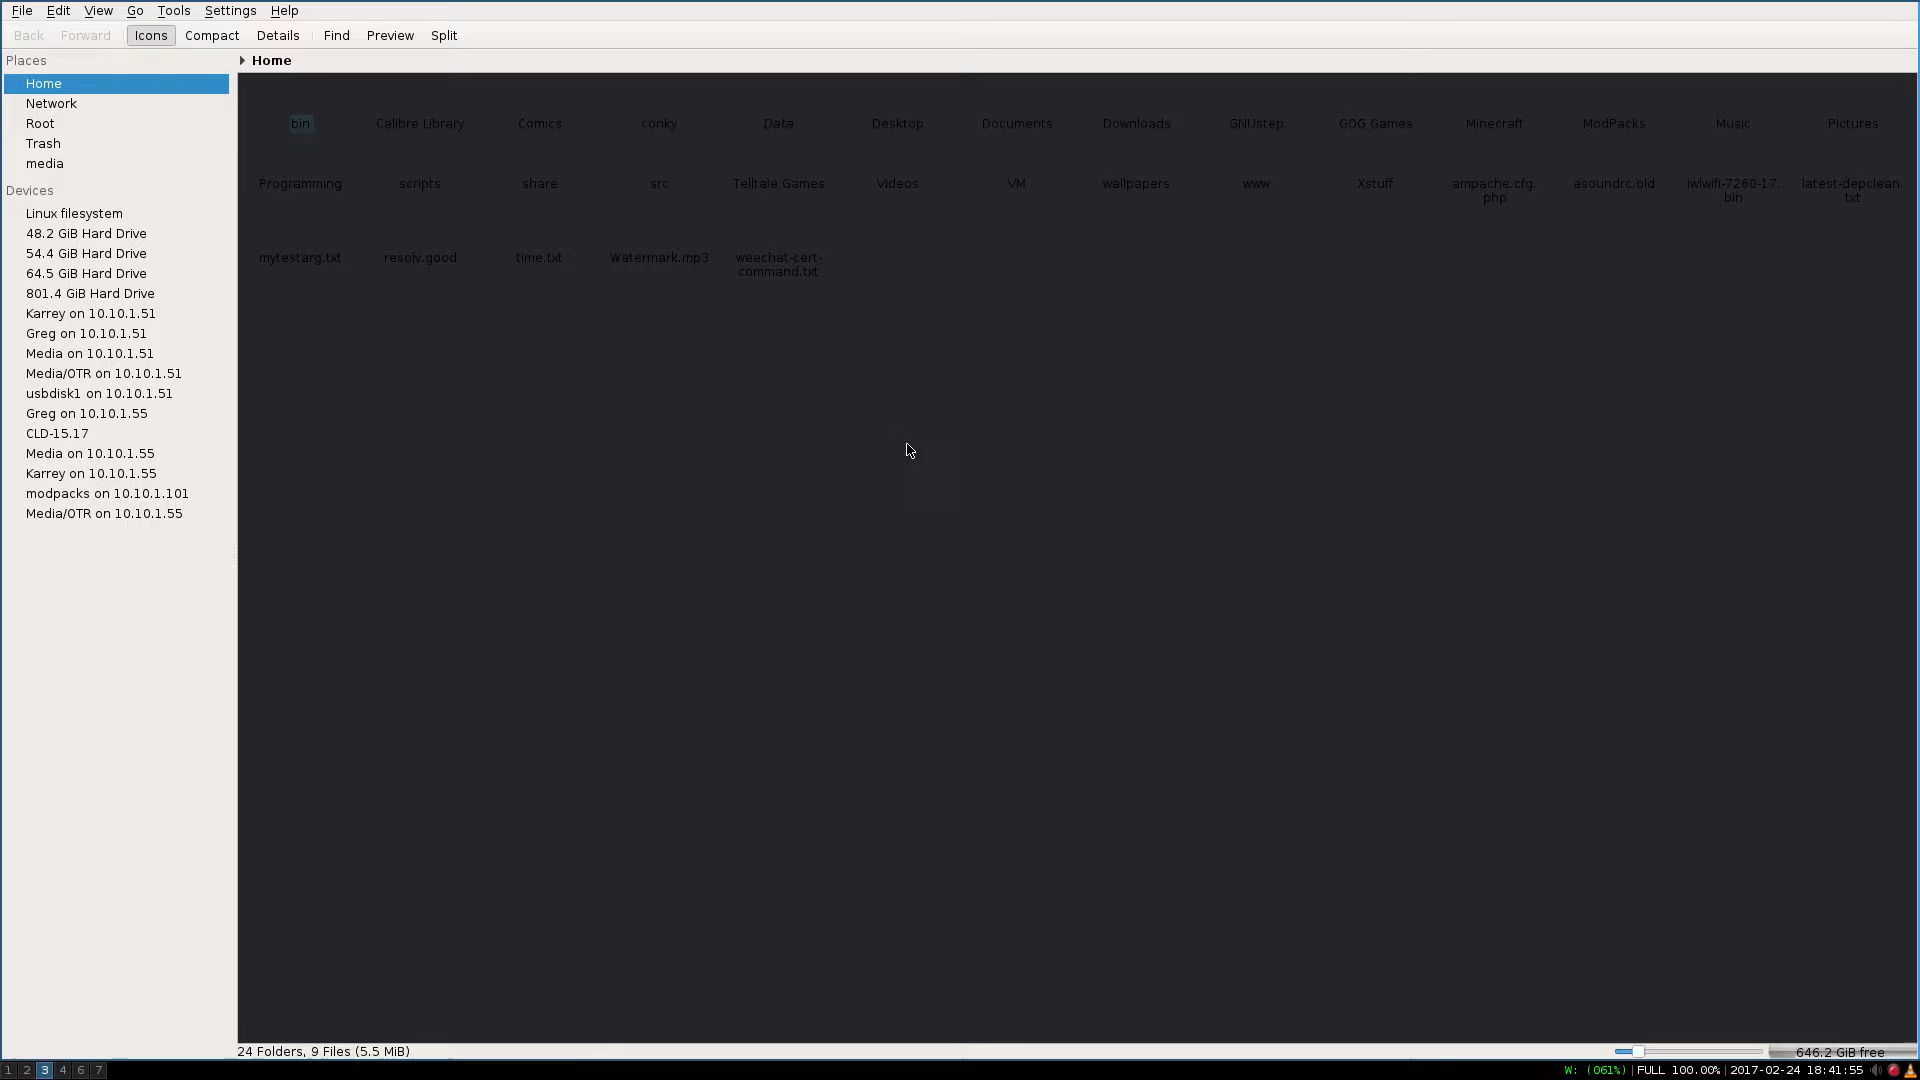 File Edit View Go Tools Settings Help
Back Forward Icons Compact Details Find Preview Split
Places
Home
Network
Root
Trash
media
Devices
Linux filesystem
48.2 GiB Hard Drive
54.4 GiB Hard Drive
64.5 GiB Hard Drive
801.4 GiB Hard Drive
Karrey on 10.10.1.51
Greg on 10.10.1.51
Media on 10.10.1.51
Media/OTR on 10.10.1.51
usbdisk1 on 10.10.1.51
Greg on 10.10.1.55
CLD-15.17
Media on 10.10.1.55
Karrey on 10.10.1.55
modpacks on 10.10.1.101
Media/OTR on 10.10.1.55
Home
bin Calibre Library Comics conky Data Desktop Documents Downloads GNUstep GOG Games Minecraft ModPacks Music Pictures
Programming scripts share src Telltale Games Videos VM wallpapers www Xstuff ampache.cfg. asoundrc.old iwlwifi-7260-17. latest-depclean.
php bin txt
mytestarg.txt resolv.good time.txt Watermark.mp3 weechat-cert-
command.txt
24 Folders, 9 Files (5.5 MiB) 646.2 GiB free
1 2 3 4 6 7 W: (061%) | FULL 100.00% | 2017-02-24 18:41:55